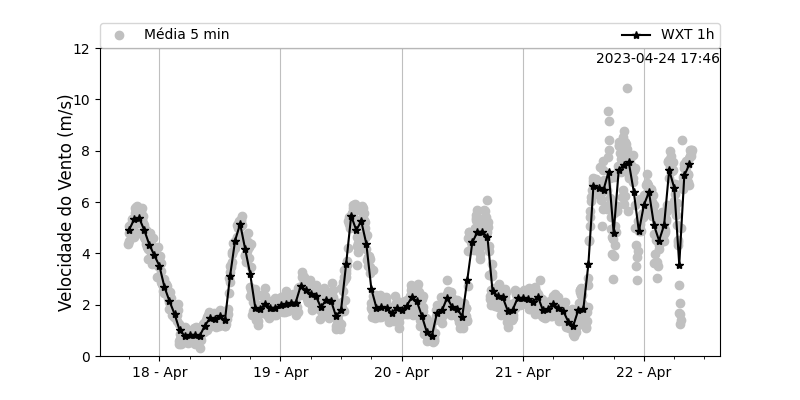 Média 5 min
WXT 1h
2023-04-24 17:46
Velocidade do Vento (m/s)
12
10
8
6
4
2
0
18 - Apr
19 - Apr
20 - Apr
21 - Apr
22 - Apr